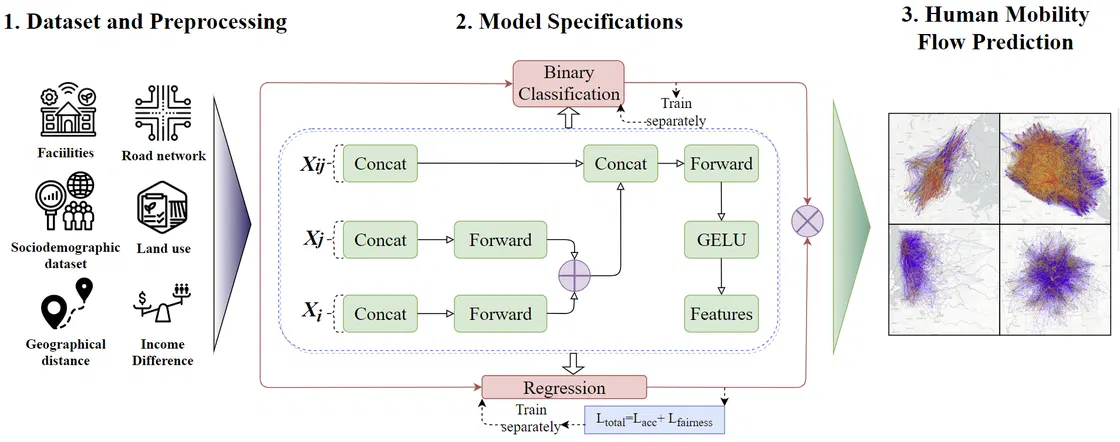 1. Dataset and Preprocessing
Faciilities
Road network
Sociodemographic
dataset
Land use
Geographical
distance
Income
Difference
$
2. Model Specifications
Binary
Classification
Train
separately
Xij
Concat
Concat
Forward
Xj
Concat
Forward
GELU
Xi
Concat
Forward
Features
Regression
Train
separately
Ltotal=Lacc+ Lfairness
3. Human Mobility
Flow Prediction